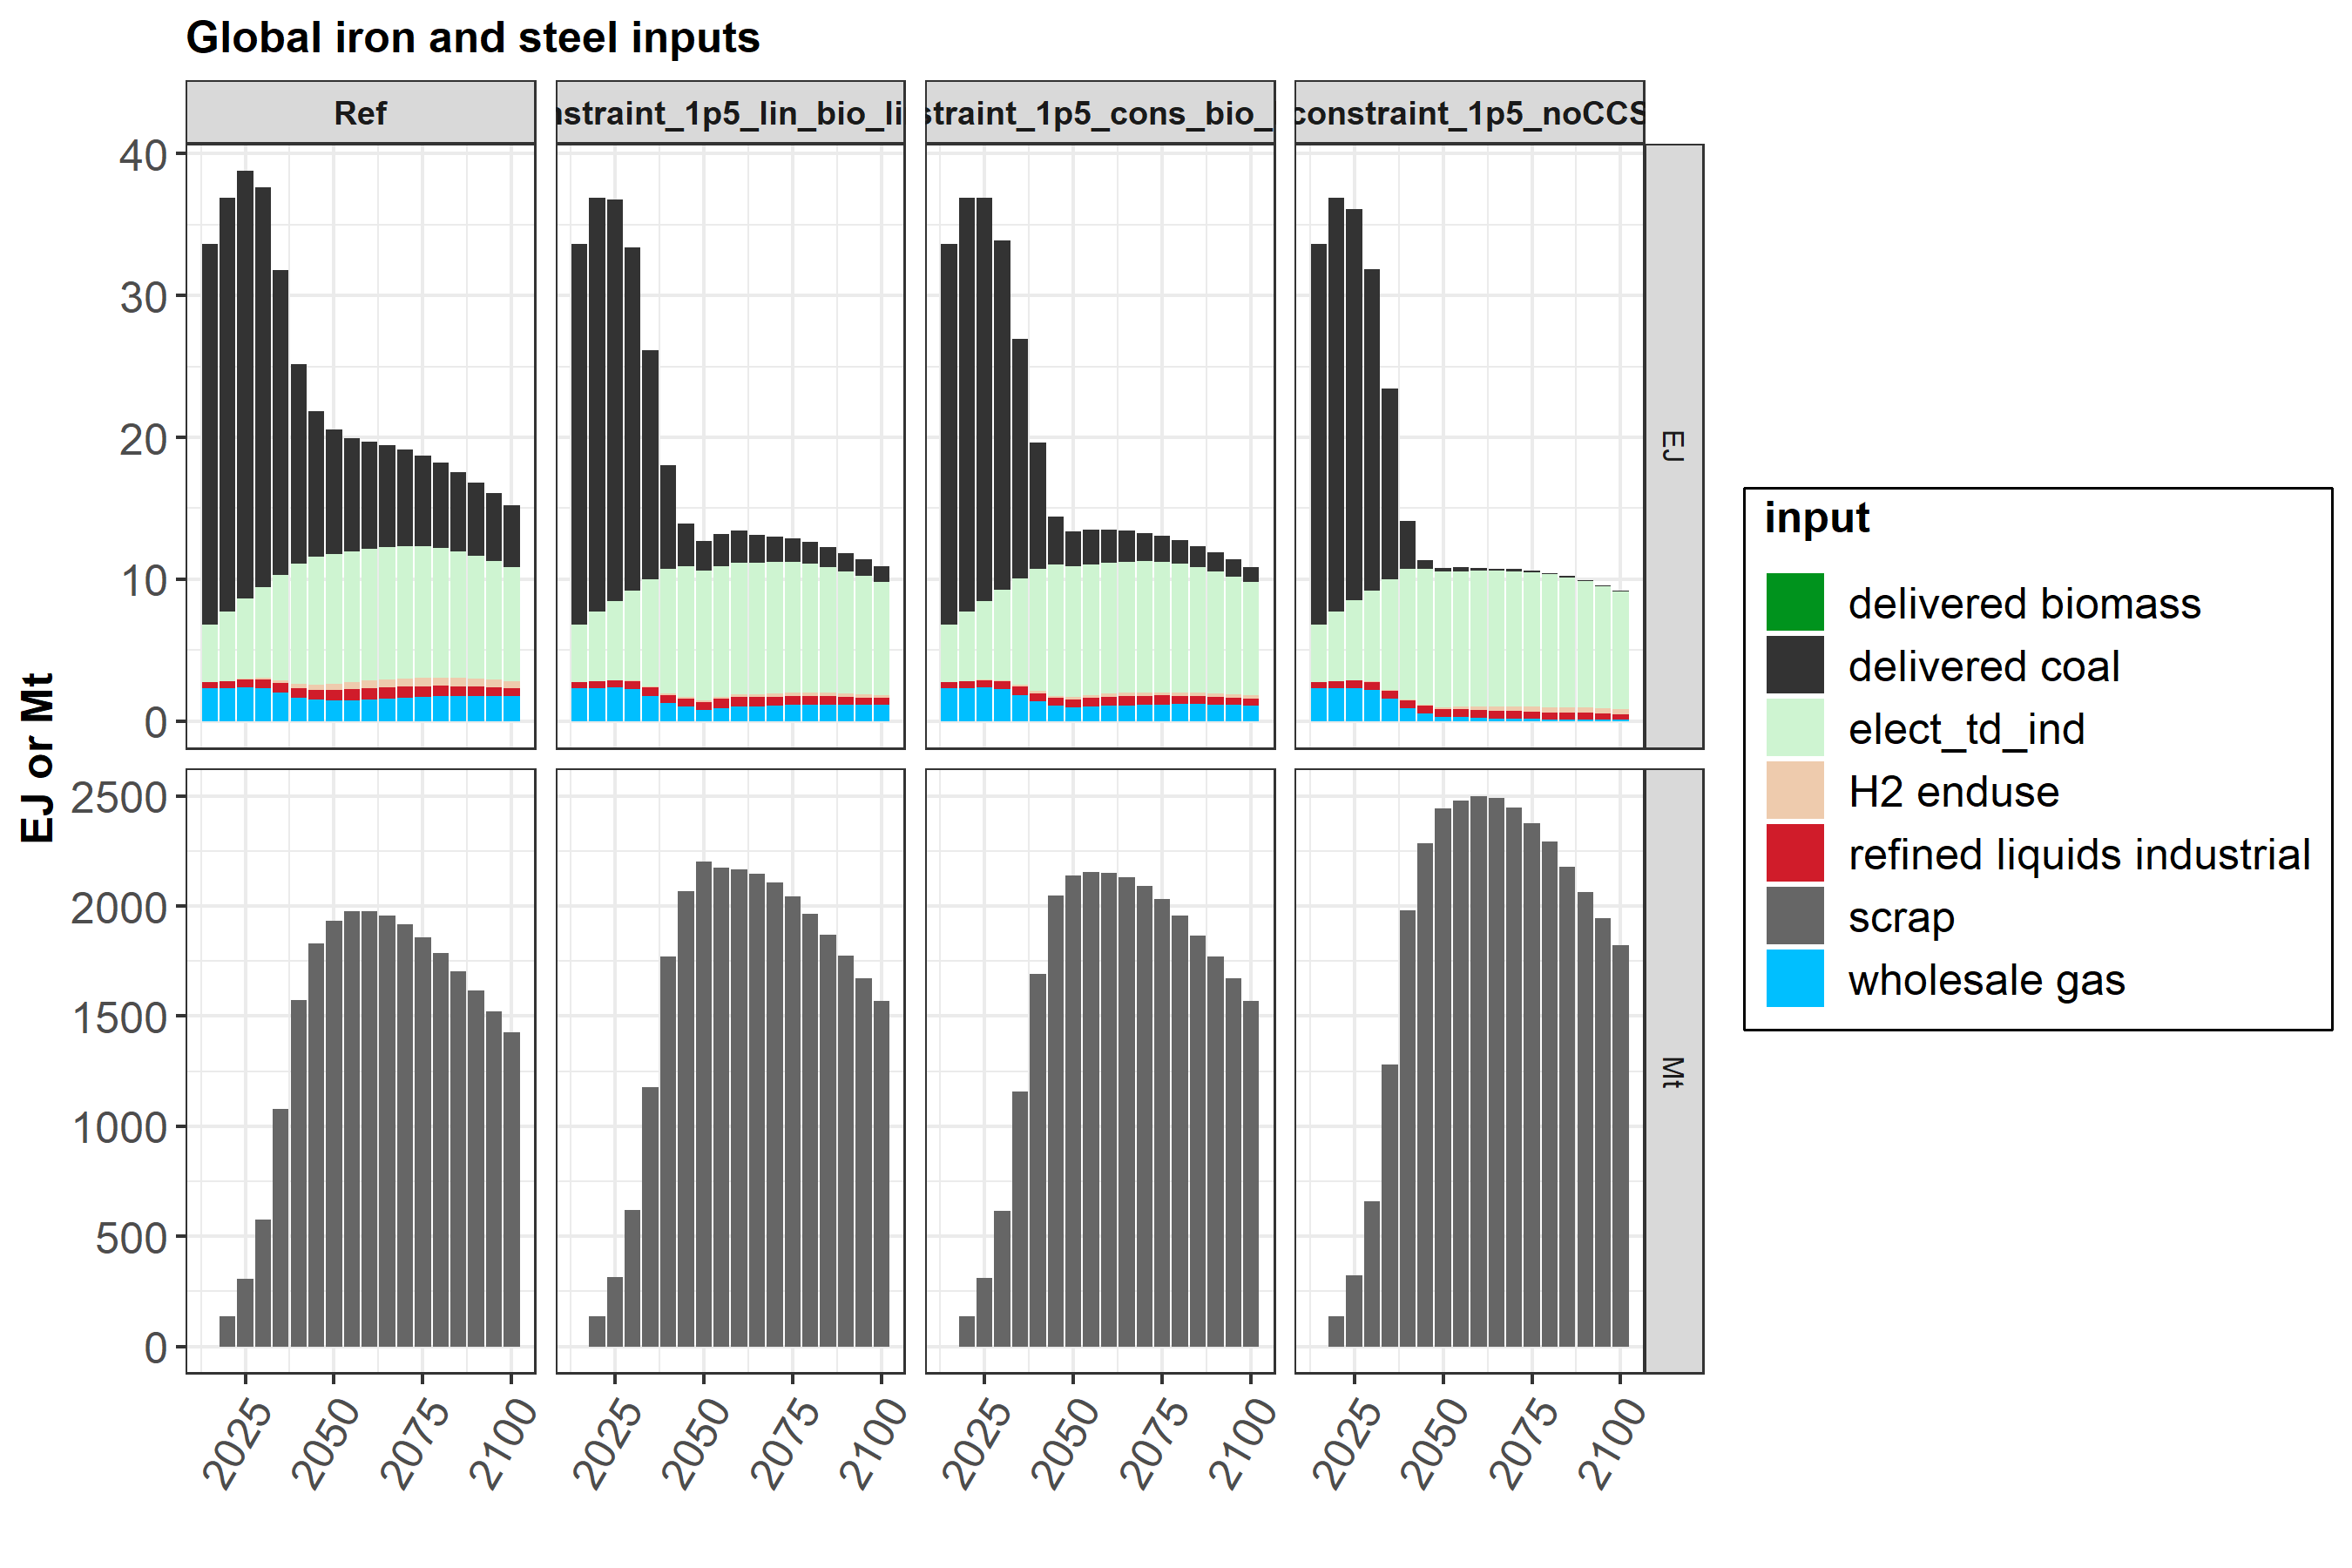 Global iron and steel inputs
Ref
nstraint_1p5_lin_bio_li
straint_1p5_cons_bio_
constraint_1p5_noCCS
40
30
20
10
0
EJ
EJ or Mt
2500
2000
1500
1000
500
0
Mt
2025 2050 2075 2100
2025 2050 2075 2100
2025 2050 2075 2100
2025 2050 2075 2100
input
delivered biomass
delivered coal
elect_td_ind
H2 enduse
refined liquids industrial
scrap
wholesale gas